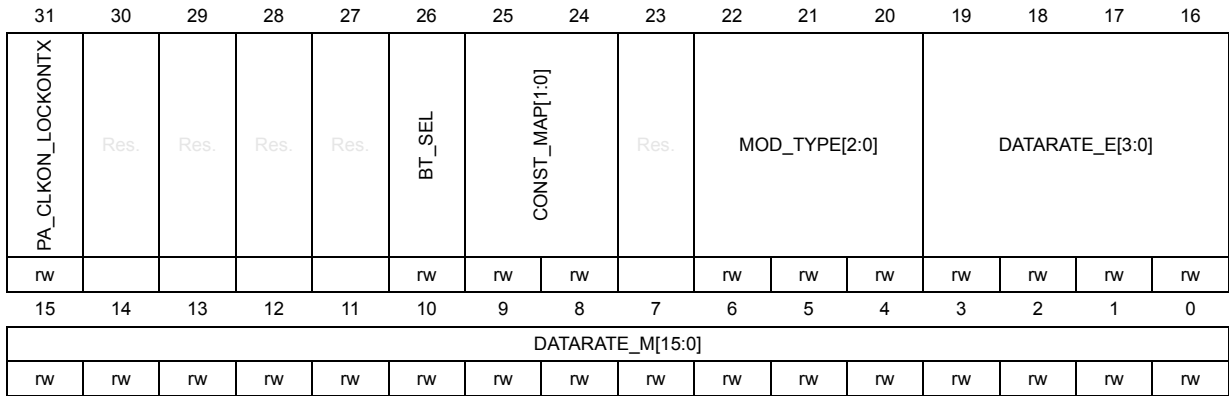 31 30 29 28 27 26 25 24 23 22 21 20 19 18 17 16
PA_CLKON_LOCKONTX Res. Res. Res. Res. BT_SEL CONST_MAP[1:0] Res. MOD_TYPE[2:0] DATARATE_E[3:0]
rw rw rw rw rw rw rw rw rw rw rw
15 14 13 12 11 10 9 8 7 6 5 4 3 2 1 0
DATARATE_M[15:0]
rw rw rw rw rw rw rw rw rw rw rw rw rw rw rw rw